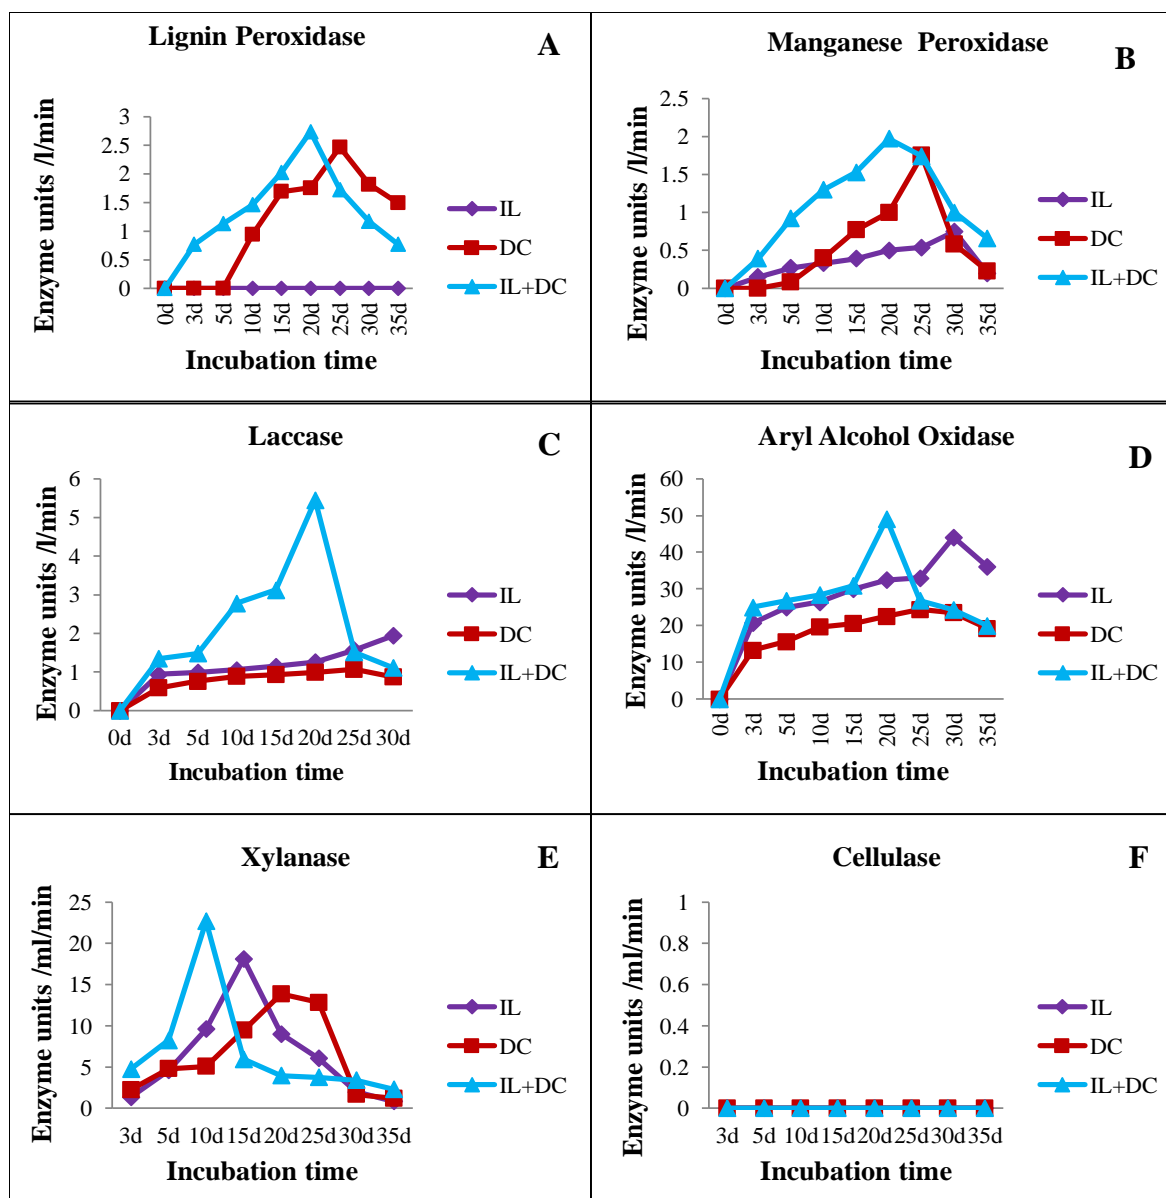 Lignin Peroxidase
A
Enzyme units /l/min
3
2.5
2
1.5
1
0.5
0
0d 3d 5d 10d 15d 20d 25d 30d 35d
Incubation time
IL
DC
IL+DC
Manganese Peroxidase
B
Enzyme units /l/min
2.5
2
1.5
1
0.5
0
0d 3d 5d 10d 15d 20d 25d 30d 35d
Incubation time
IL
DC
IL+DC
Laccase
C
Enzyme units /l/min
6
5
4
3
2
1
0
0d 3d 5d 10d 15d 20d 25d 30d
Incubation time
IL
DC
IL+DC
Aryl Alcohol Oxidase
D
Enzyme units /l/min
60
50
40
30
20
10
0
0d 3d 5d 10d 15d 20d 25d 30d 35d
Incubation time
IL
DC
IL+DC
Xylanase
E
Enzyme units /ml/min
25
20
15
10
5
0
3d 5d 10d 15d 20d 25d 30d 35d
Incubation time
IL
DC
IL+DC
Cellulase
F
Enzyme units /ml/min
1
0.8
0.6
0.4
0.2
0
3d 5d 10d 15d 20d 25d 30d 35d
Incubation time
IL
DC
IL+DC